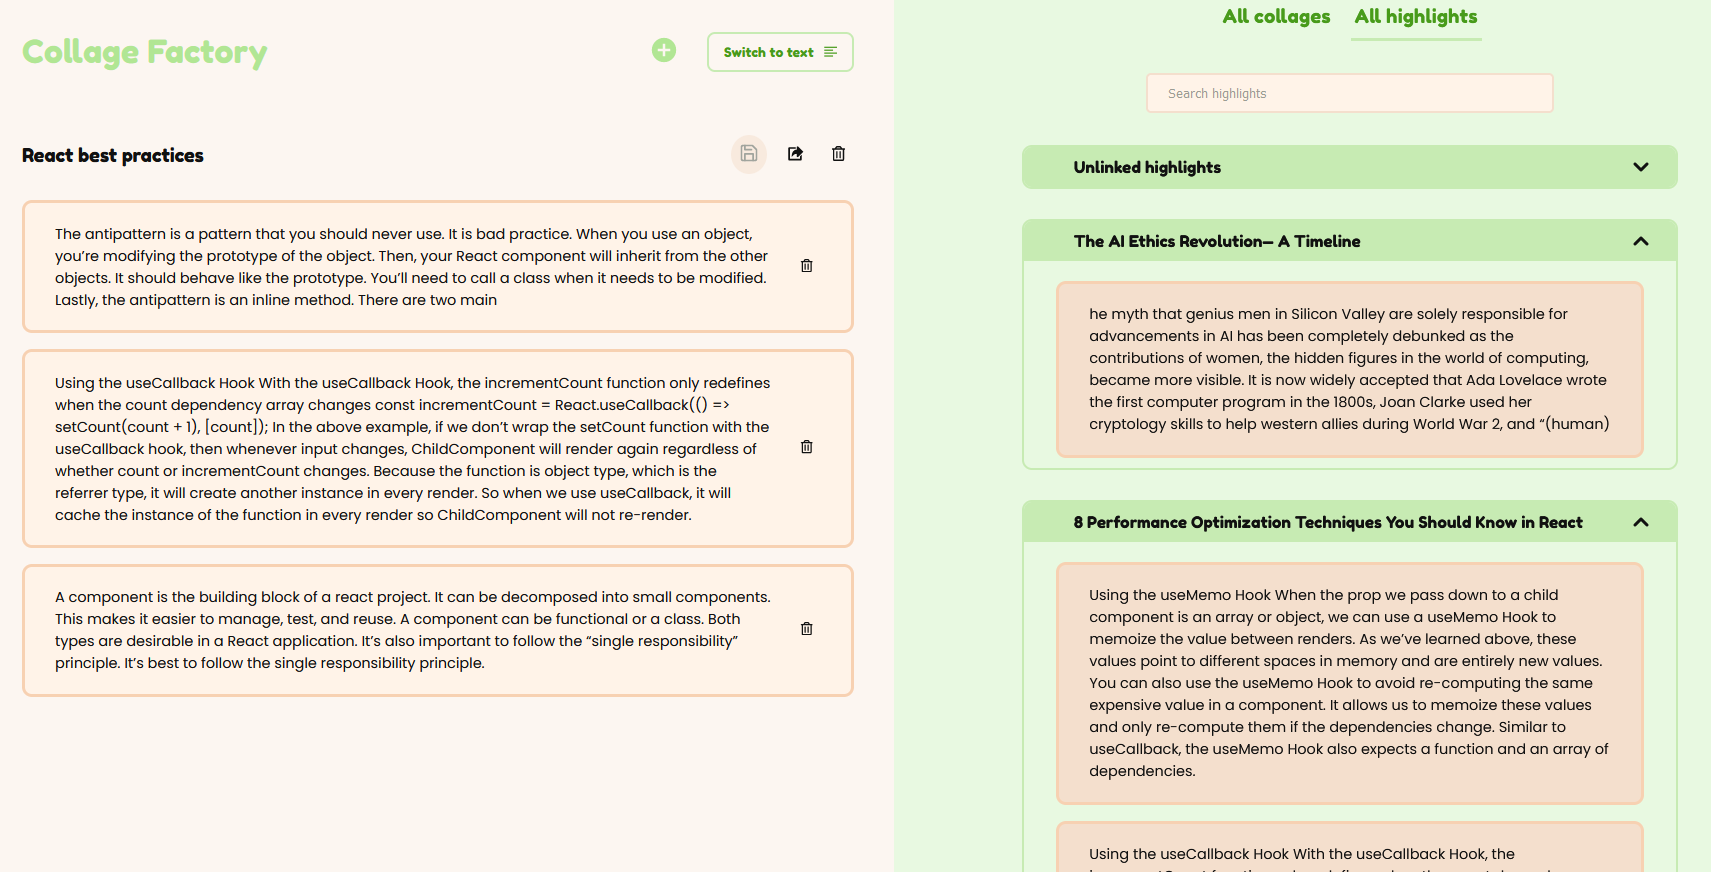 Collage Factory
Switch to text
React best practices
The antipattern is a pattern that you should never use. It is bad practice. When you use an object,
you’re modifying the prototype of the object. Then, your React component will inherit from the other
objects. It should behave like the prototype. You’ll need to call a class when it needs to be modified.
Lastly, the antipattern is an inline method. There are two main
Using the useCallback Hook With the useCallback Hook, the incrementCount function only redefines
when the count dependency array changes const incrementCount = React.useCallback(() =>
setCount(count + 1), [count]); In the above example, if we don’t wrap the setCount function with the
useCallback hook, then whenever input changes, ChildComponent will render again regardless of
whether count or incrementCount changes. Because the function is object type, which is the
referrer type, it will create another instance in every render. So when we use useCallback, it will
cache the instance of the function in every render so ChildComponent will not re-render.
A component is the building block of a react project. It can be decomposed into small components.
This makes it easier to manage, test, and reuse. A component can be functional or a class. Both
types are desirable in a React application. It’s also important to follow the “single responsibility”
principle. It’s best to follow the single responsibility principle.
All collages
All highlights
Search highlights
Unlinked highlights
The AI Ethics Revolution— A Timeline
he myth that genius men in Silicon Valley are solely responsible for
advancements in AI has been completely debunked as the
contributions of women, the hidden figures in the world of computing,
became more visible. It is now widely accepted that Ada Lovelace wrote
the first computer program in the 1800s, Joan Clarke used her
cryptology skills to help western allies during World War 2, and “(human)
8 Performance Optimization Techniques You Should Know in React
Using the useMemo Hook When the prop we pass down to a child
component is an array or object, we can use a useMemo Hook to
memoize the value between renders. As we’ve learned above, these
values point to different spaces in memory and are entirely new values.
You can also use the useMemo Hook to avoid re-computing the same
expensive value in a component. It allows us to memoize these values
and only re-compute them if the dependencies change. Similar to
useCallback, the useMemo Hook also expects a function and an array of
dependencies.
Using the useCallback Hook With the useCallback Hook, the